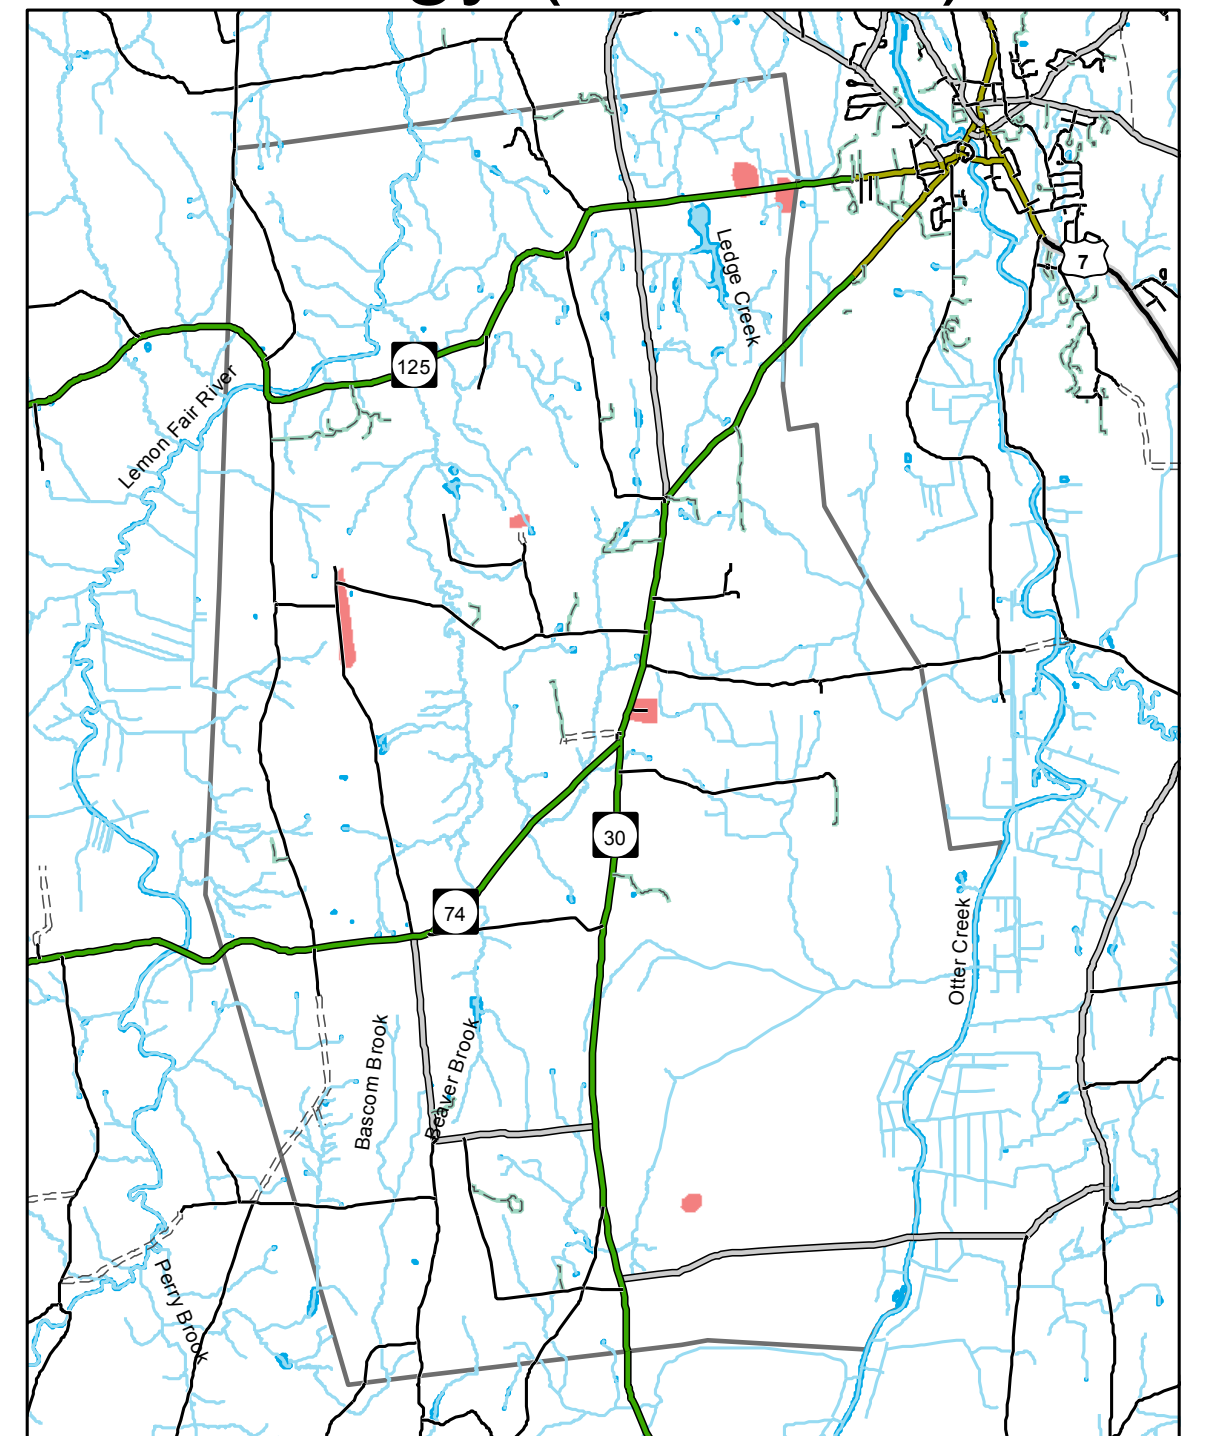 7
Ledge Creek
125
Lemon Fair River
30
74
Otter Creek
Bascom Brook
Beaver Brook
Perry Brook